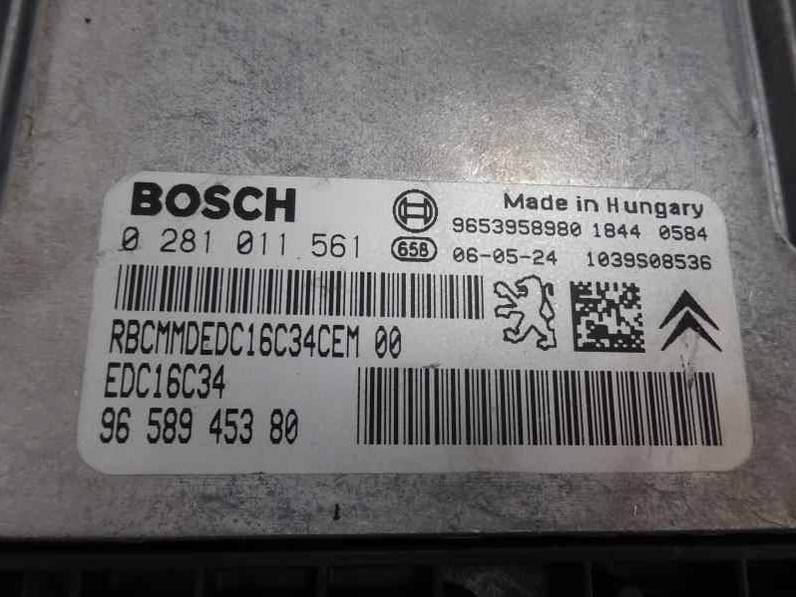 BOSCH
Made in Hungary
0 281 011 561
9653958980 1844 0584
658 06-05-24 1039S08536
RBCMMDEDC16C34CEM 00
EDC16C34
96 589 453 80